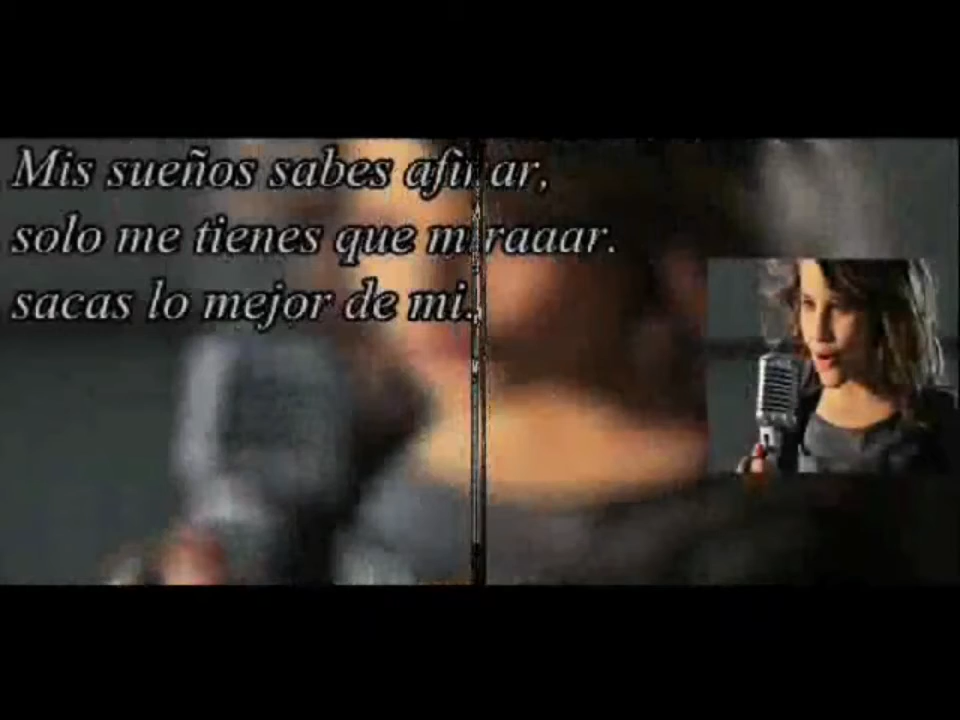 Mis sueños sabes afinar,
solo me tienes que miraaar.
sacas lo mejor de mi.